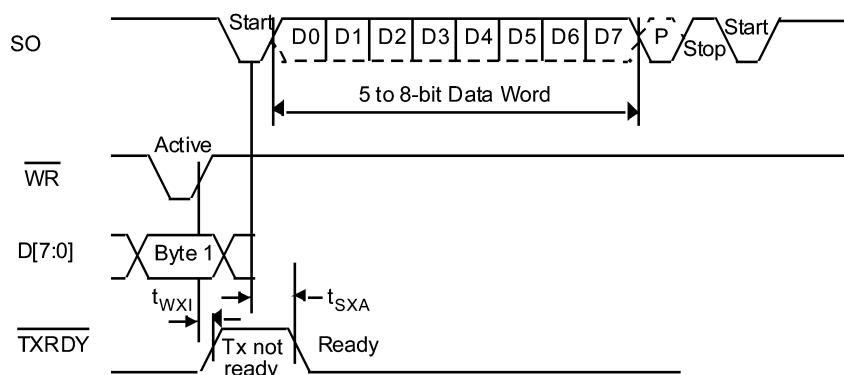 SO
Start D0 D1 D2 D3 D4 D5 D6 D7 P Stop Start
5 to 8-bit Data Word
WR
Active
D[7:0]
Byte 1
tWXI
tSXA
TXRDY
Tx not
ready
Ready